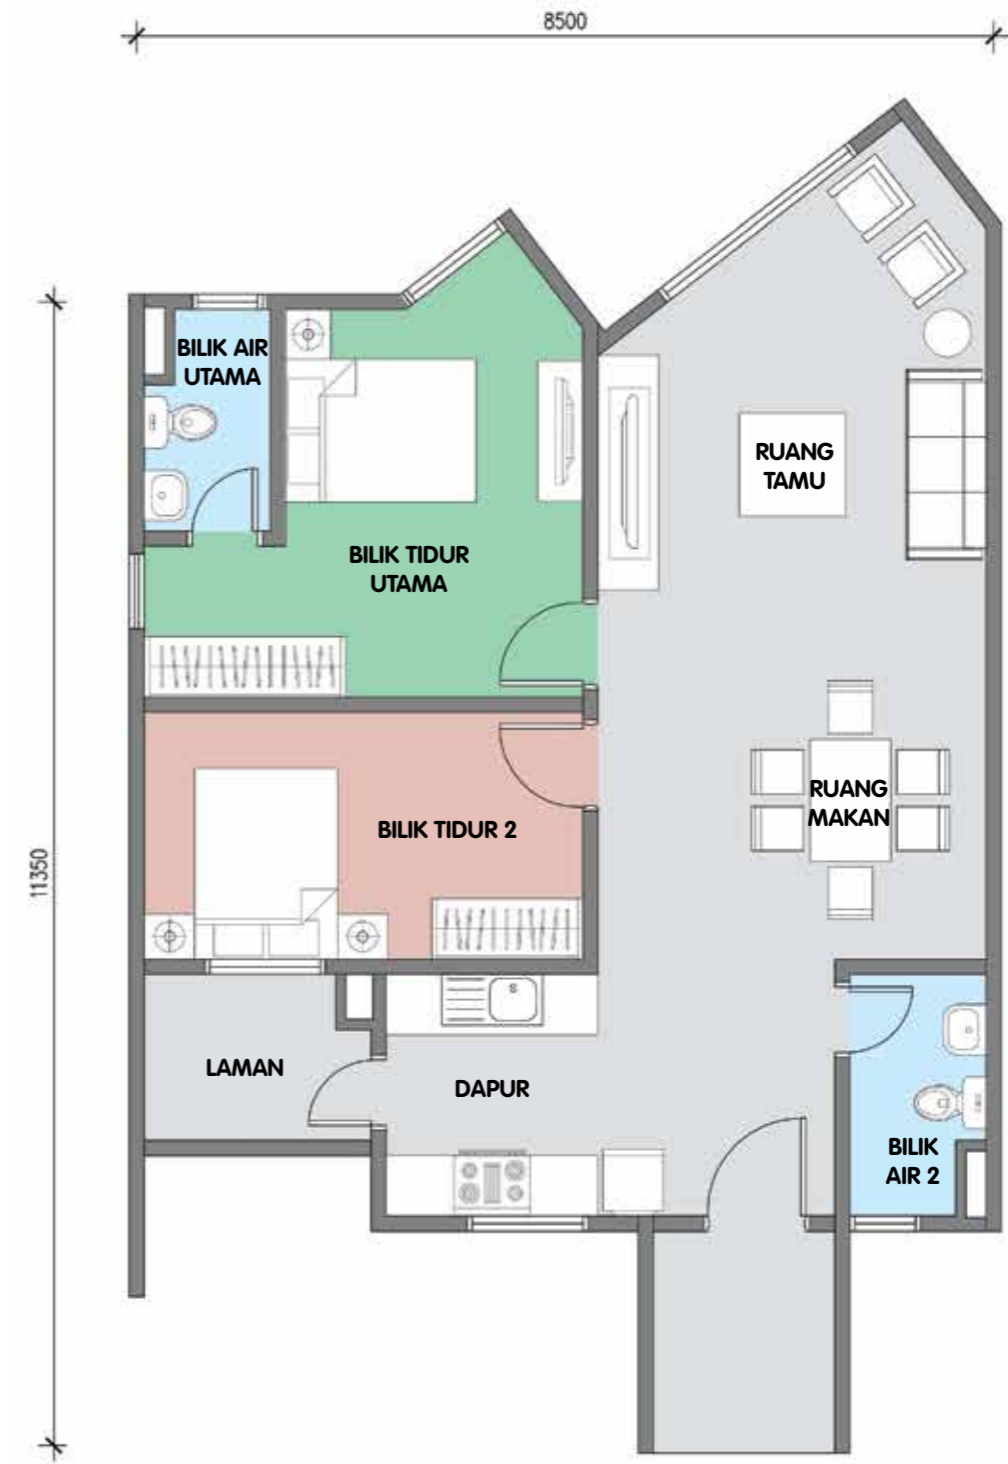 8500
BILIK AIR
UTAMA
RUANG
TAMU
BILIK TIDUR
UTAMA
RUANG
MAKAN
BILIK TIDUR 2
11350
S
LAMAN
DAPUR
BILIK
AIR 2